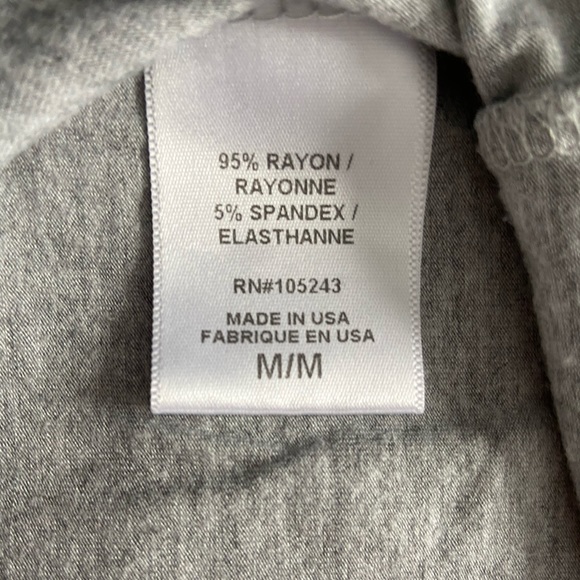 95% RAYON /
RAYONNE
5% SPANDEX /
ELASTHANNE
RN#105243
MADE IN USA
FABRIQUE EN USA
M/M